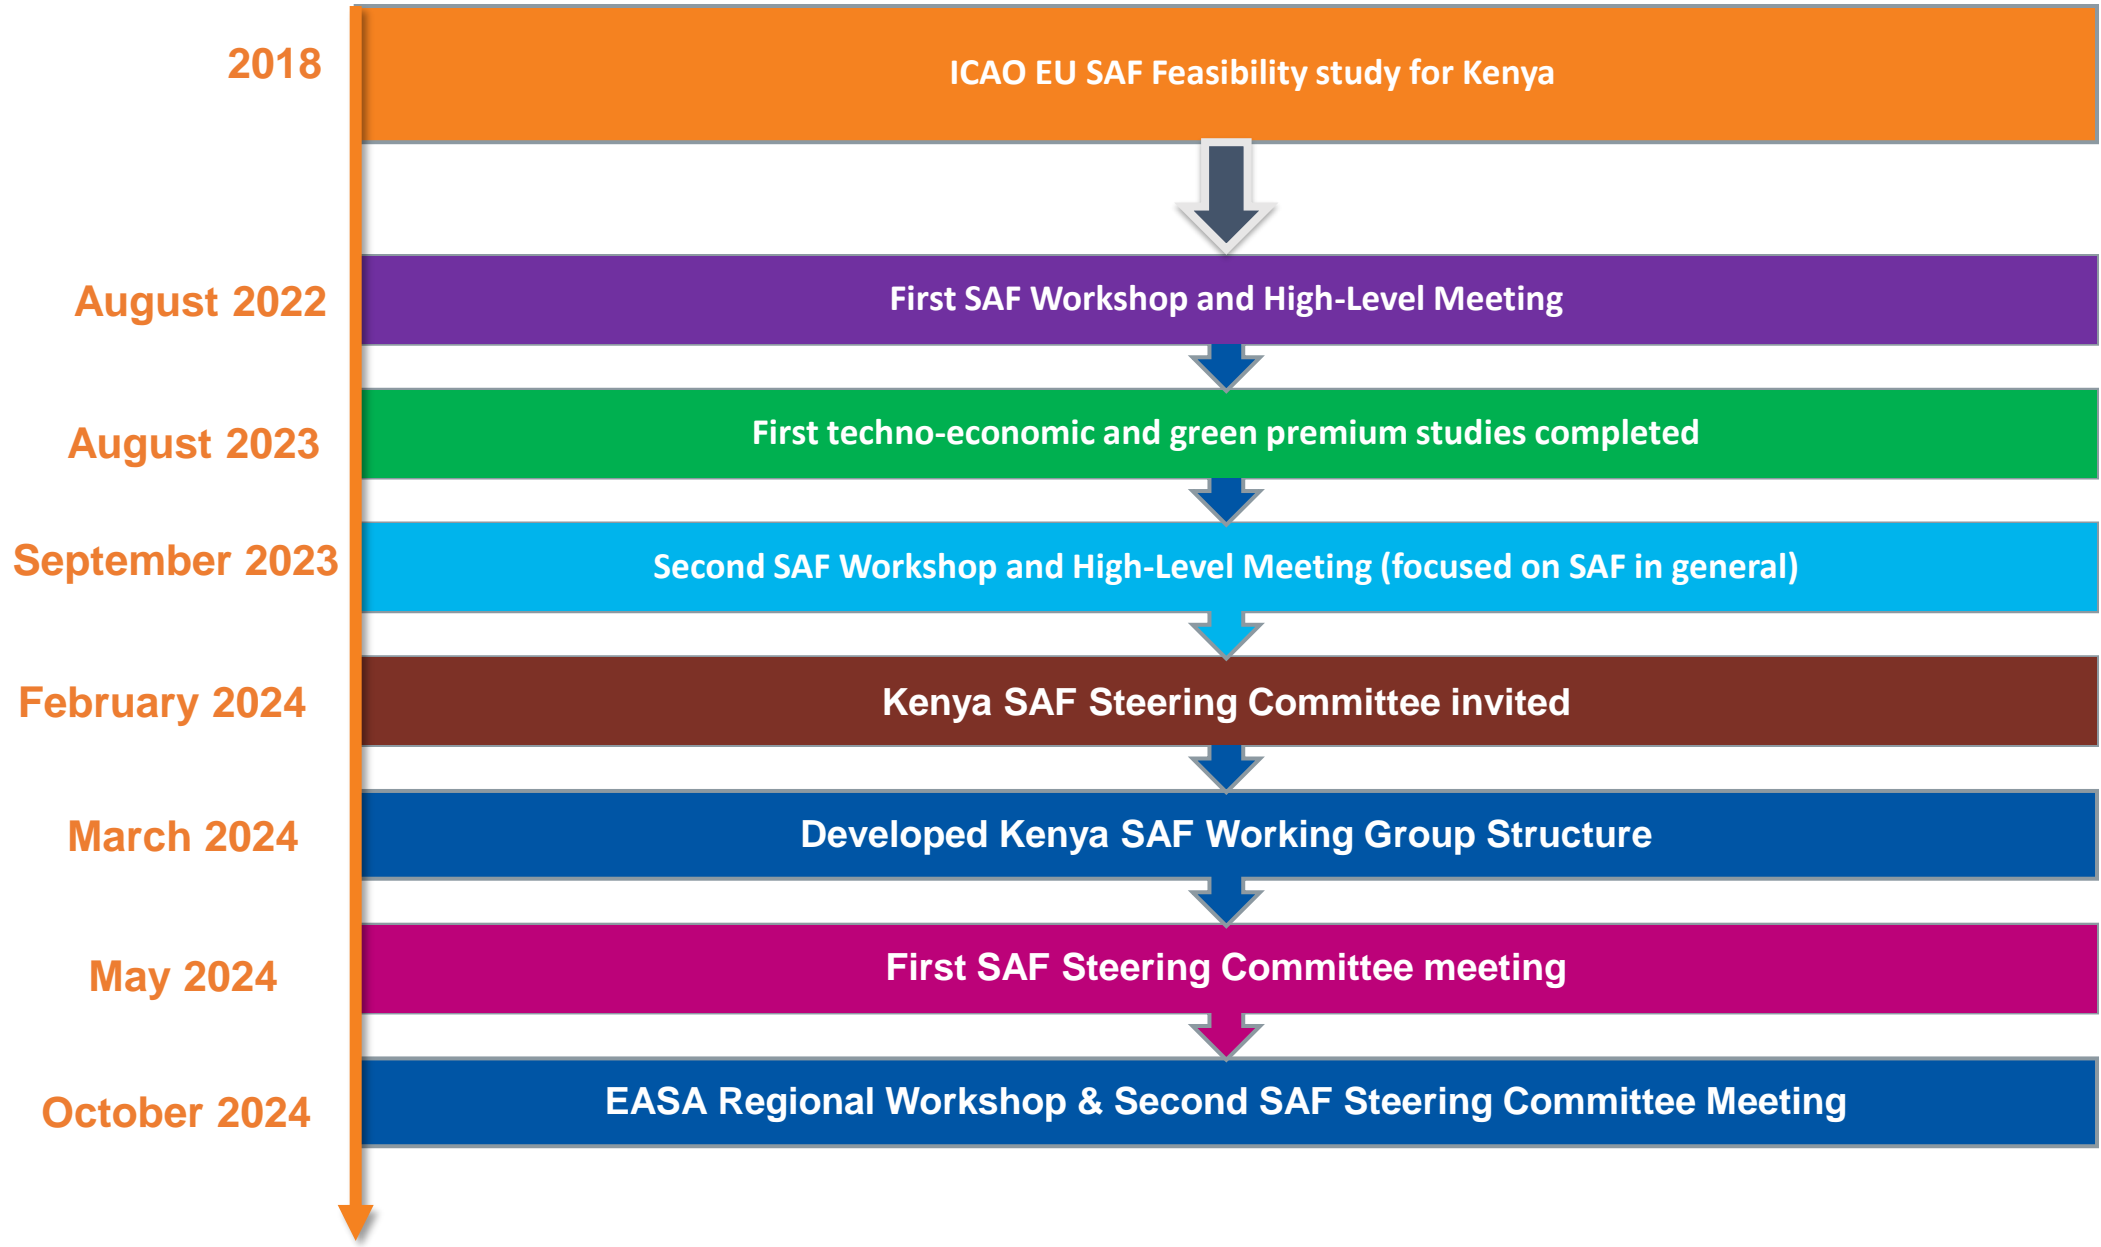 2018
ICAO EU SAF Feasibility study for Kenya
August 2022
First SAF Workshop and High-Level Meeting
August 2023
First techno-economic and green premium studies completed
September 2023
Second SAF Workshop and High-Level Meeting (focused on SAF in general)
February 2024
Kenya SAF Steering Committee invited
March 2024
Developed Kenya SAF Working Group Structure
May 2024
First SAF Steering Committee meeting
October 2024
EASA Regional Workshop & Second SAF Steering Committee Meeting